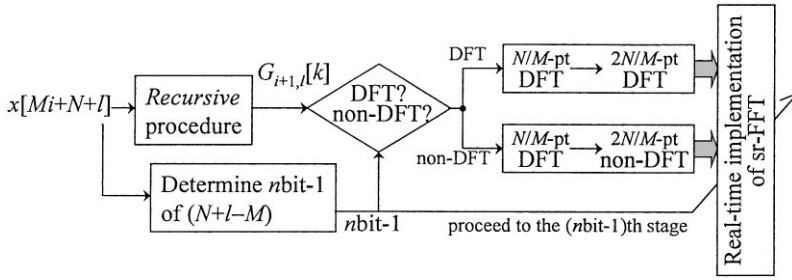 x[Mi+N+l]
Recursive
procedure
G_{i+1,l}[k]
DFT?
non-DFT?
DFT
N/M-pt → 2N/M-pt
DFT DFT
non-DFT
N/M-pt → 2N/M-pt
DFT non-DFT
Determine nbit-1
of (N+l−M)
nbit-1
proceed to the (nbit-1)th stage
Real-time implementation
of sr-FFT